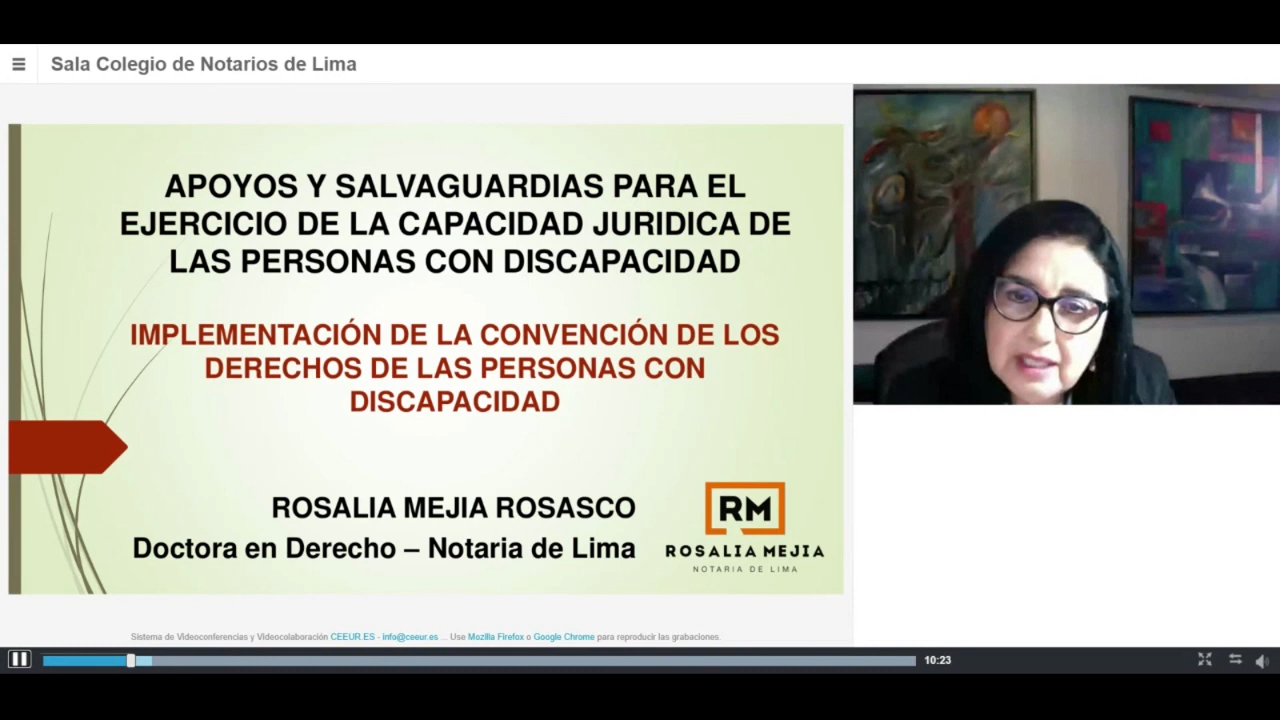 Sala Colegio de Notarios de Lima
APOYOS Y SALVAGUARDIAS PARA EL
EJERCICIO DE LA CAPACIDAD JURIDICA DE
LAS PERSONAS CON DISCAPACIDAD
IMPLEMENTACIÓN DE LA CONVENCIÓN DE LOS
DERECHOS DE LAS PERSONAS CON
DISCAPACIDAD
ROSALIA MEJIA ROSASCO
Doctora en Derecho – Notaria de Lima
RM
ROSALIA MEJIA
NOTARIA DE LIMA
Sistema de Videoconferencias y Videocolaboración CEEUR.ES - info@ceeur.es ... Use Mozilla Firefox o Google Chrome para reproducir las grabaciones.
10:23